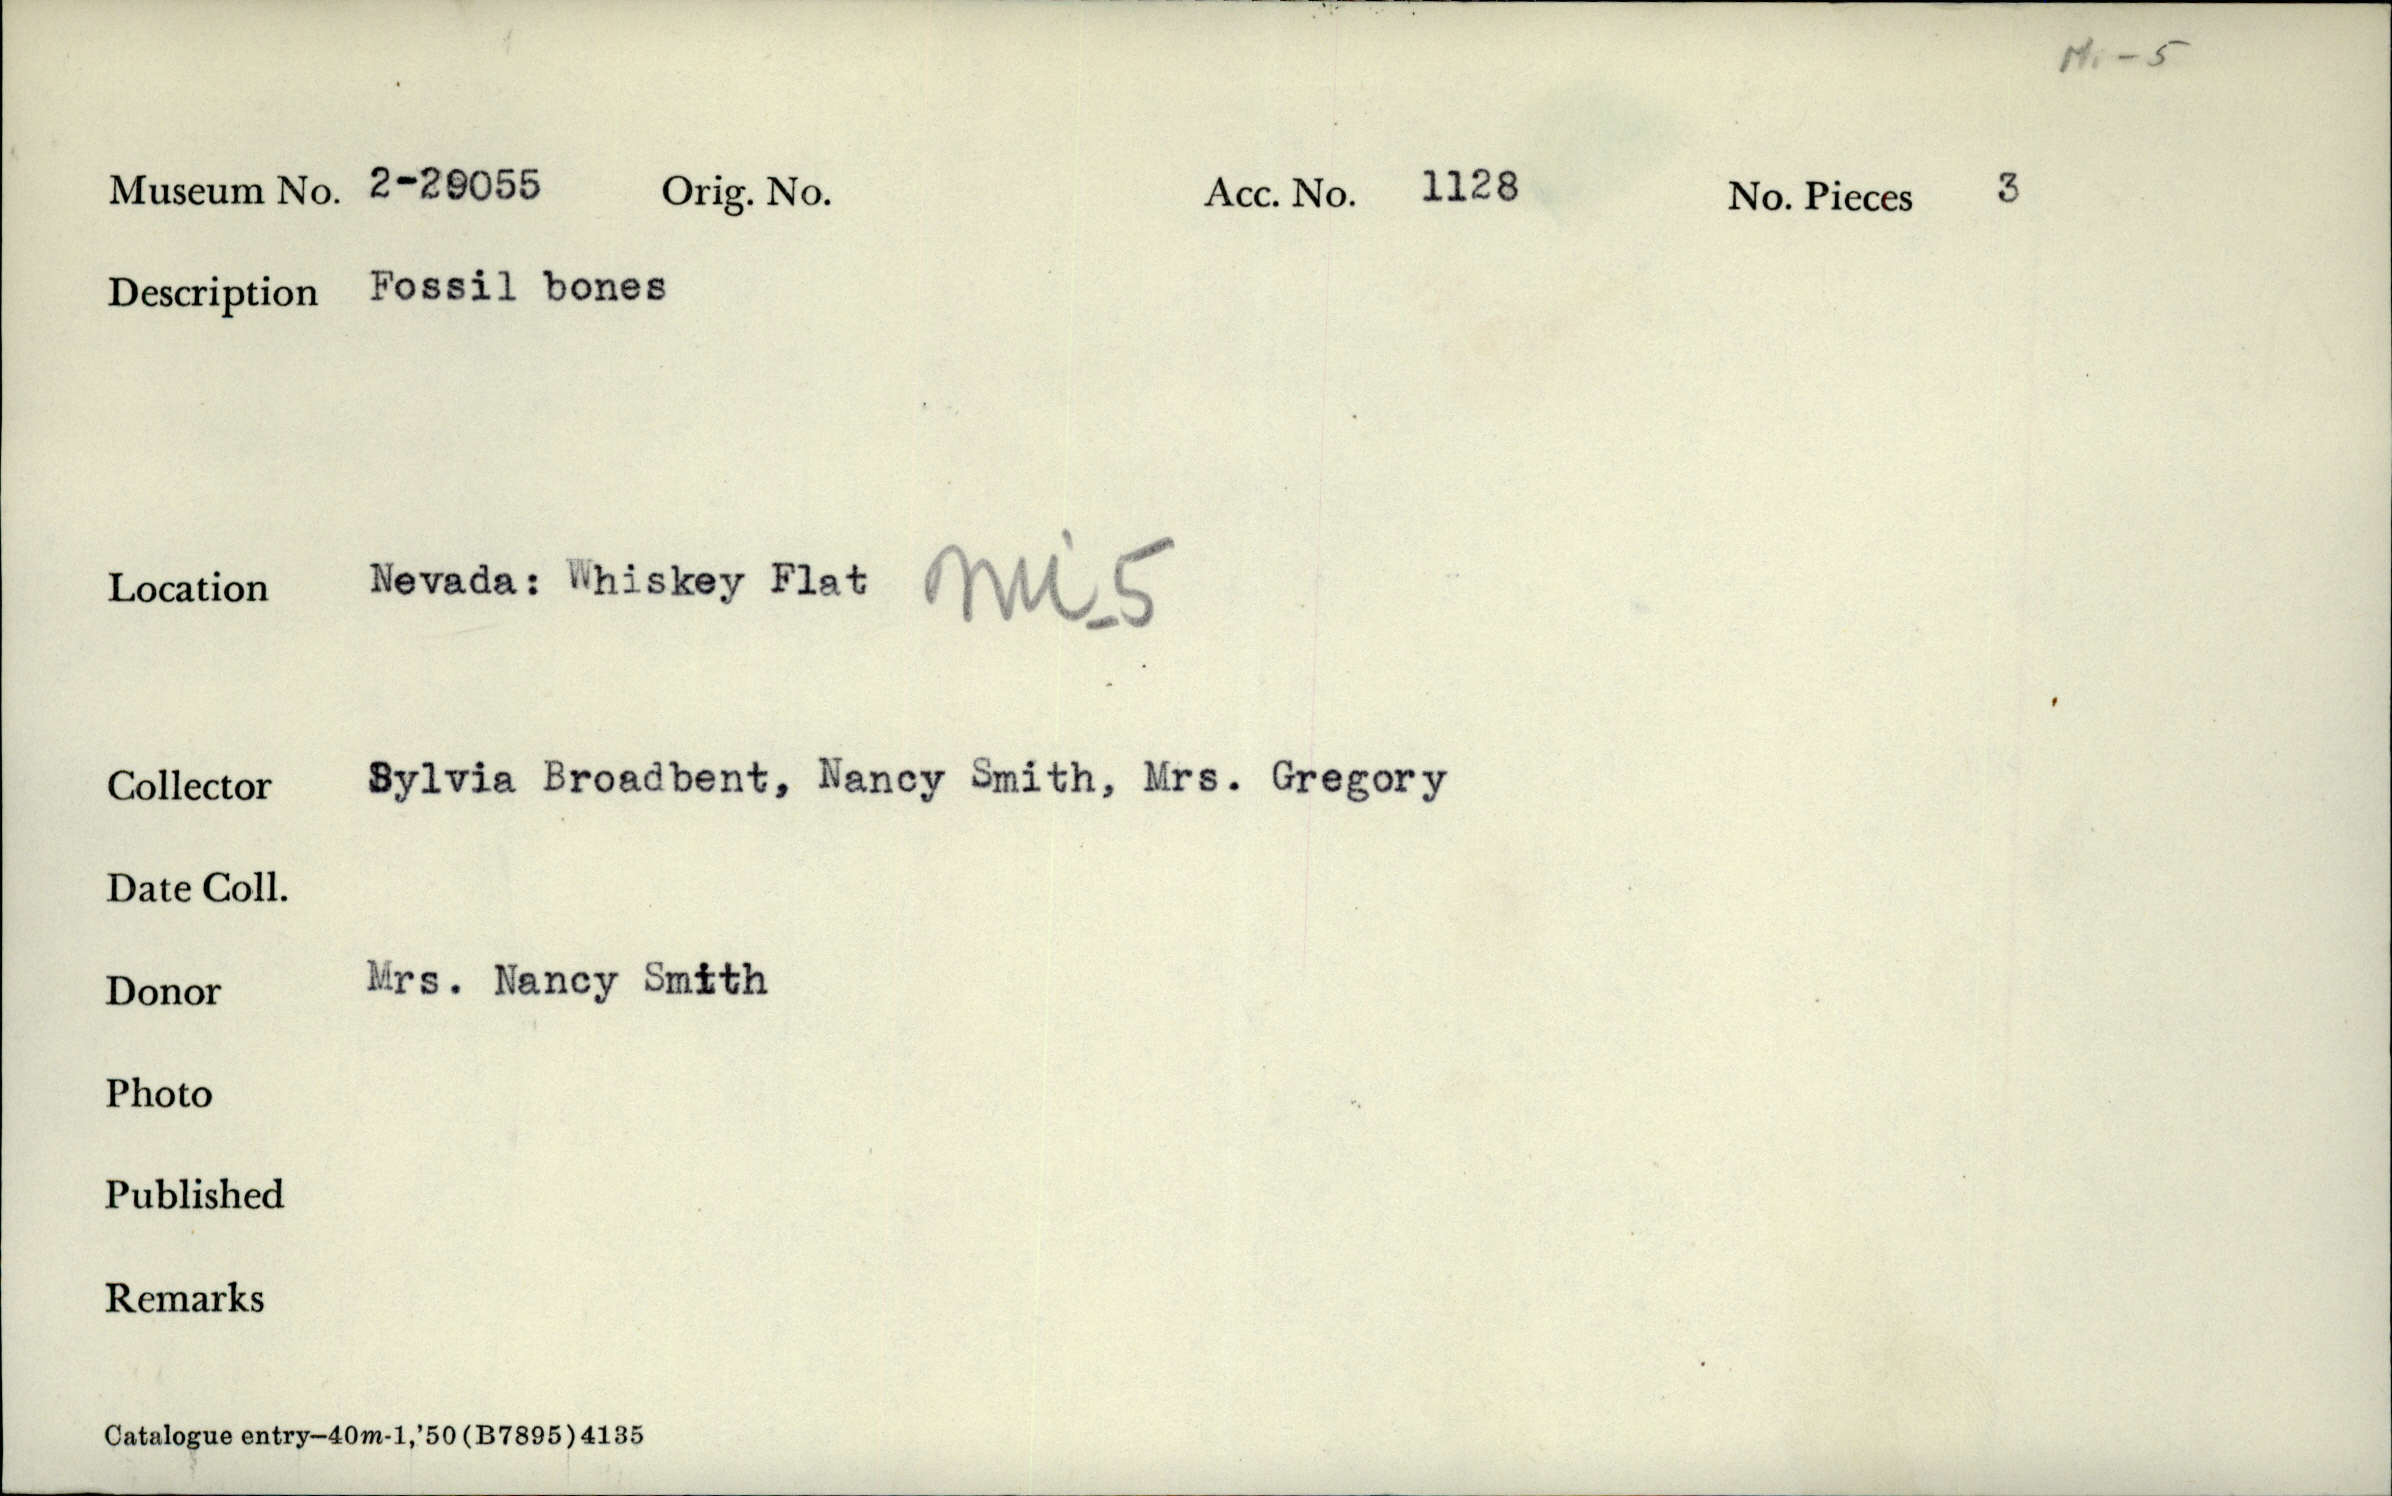 Mi-5
Museum No. 2-29055 Orig. No. Acc. No. 1128 No. Pieces 3
Description Fossil bones
Location Nevada: Whiskey Flat Mi-5
Collector Sylvia Broadbent, Nancy Smith, Mrs. Gregory
Date Coll.
Donor Mrs. Nancy Smith
Photo
Published
Remarks
Catalogue entry—40m-1,'50(B7895)4135